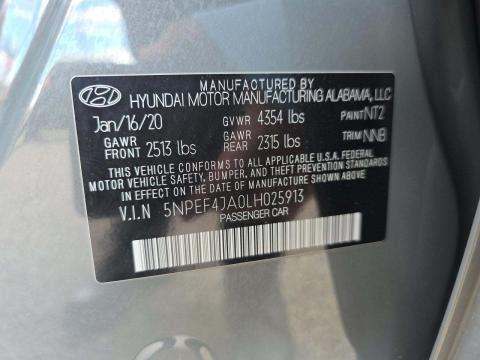 MANUFACTURED BY
HYUNDAI MOTOR MANUFACTURING ALABAMA, LLC
Jan/16/20 GVWR 4354 lbs PAINT NT2
GAWR FRONT 2513 lbs GAWR REAR 2315 lbs TRIM NNB
THIS VEHICLE CONFORMS TO ALL APPLICABLE U.S.A. FEDERAL
MOTOR VEHICLE SAFETY, BUMPER, AND THEFT PREVENTION STANDARDS
IN EFFECT ON THE DATE OF MANUFACTURE SHOWN ABOVE
V.I.N 5NPEF4JA0LH025913
PASSENGER CAR